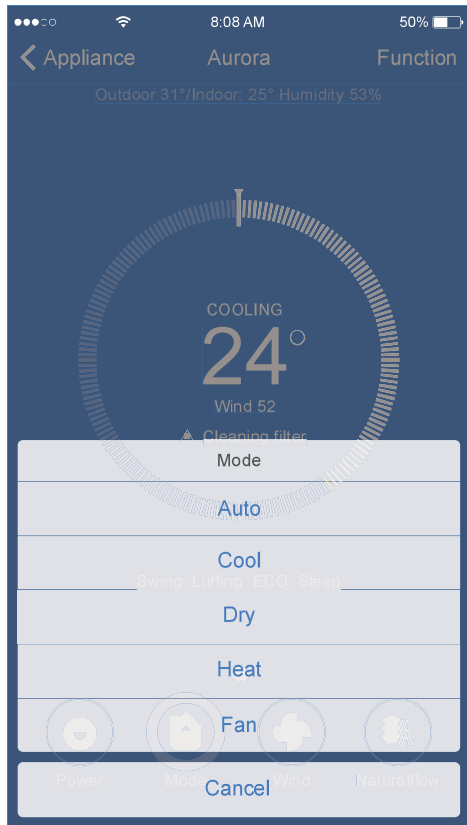 8:08 AM 50%
Appliance Aurora Function
Outdoor 31°/Indoor: 25° Humidity 53%
COOLING
24°
Wind 52
Cleaning filter
Mode
Auto
Cool
Swing Luffing ECO Sleep
Dry
Heat
Fan
Power Mode Wind Naturalflow
Cancel